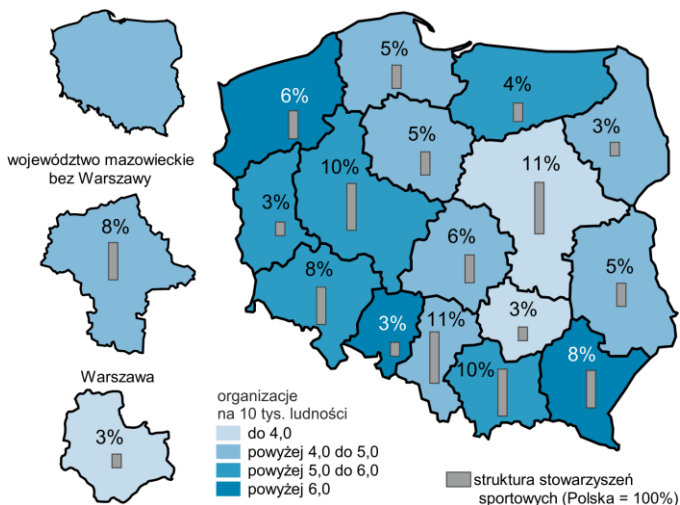 5%
6%
4%
3%
5%
11%
10%
województwo mazowieckie
bez Warszawy
8%
3%
6%
5%
8%
3%
11%
3%
10%
8%
Warszawa
3%
organizacje
na 10 tys. ludności
do 4,0
powyżej 4,0 do 5,0
powyżej 5,0 do 6,0
powyżej 6,0
struktura stowarzyszeń
sportowych (Polska = 100%)